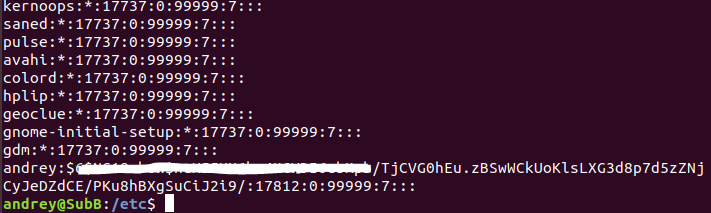 kernoops:*:17737:0:99999:7:::
saned:*:17737:0:99999:7:::
pulse:*:17737:0:99999:7:::
avahi:*:17737:0:99999:7:::
colord:*:17737:0:99999:7:::
hplip:*:17737:0:99999:7:::
geoclue:*:17737:0:99999:7:::
gnome-initial-setup:*:17737:0:99999:7:::
gdm:*:17737:0:99999:7:::
andrey:$ /TjCVG0hEu.zBSwWCkUoKlsLXG3d8p7d5zZNj
CyJeDZdCE/PKu8hBXgSuCiJ2i9/:17812:0:99999:7:::
andrey@SubB:/etc$